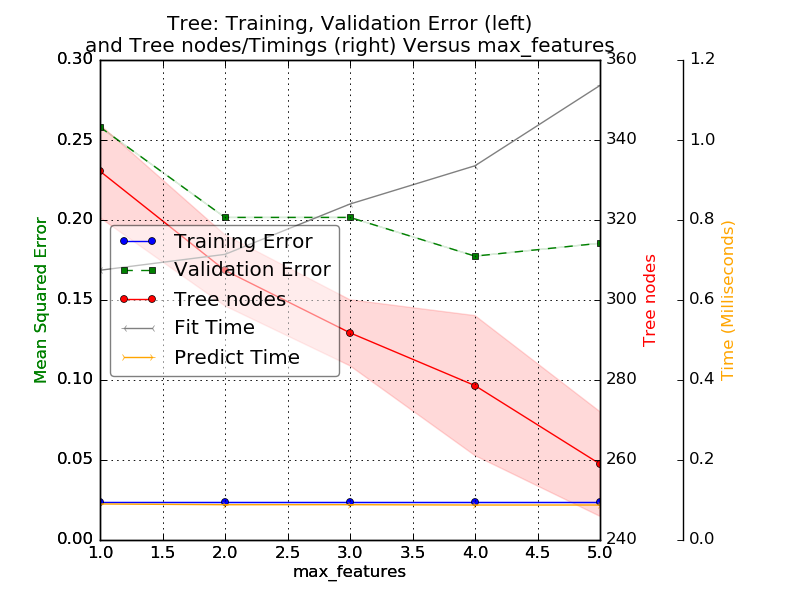 Tree: Training, Validation Error (left)
and Tree nodes/Timings (right) Versus max_features
0.30
0.25
0.20
0.15
0.10
0.05
0.00
Mean Squared Error
1.0 1.5 2.0 2.5 3.0 3.5 4.0 4.5 5.0
max_features
Training Error
Validation Error
Tree nodes
Fit Time
Predict Time
360
340
320
300
280
260
240
Tree nodes
1.2
1.0
0.8
0.6
0.4
0.2
0.0
Time (Milliseconds)